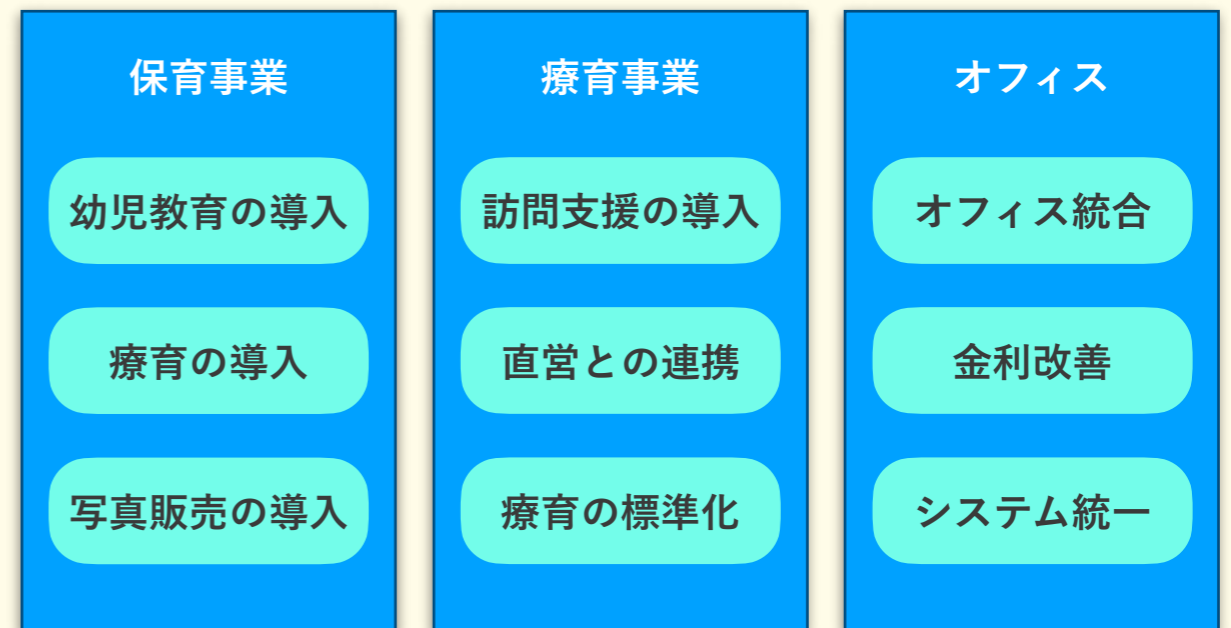 保育事業
幼児教育の導入
療育の導入
写真販売の導入
療育事業
訪問支援の導入
直営との連携
療育の標準化
オフィス
オフィス統合
金利改善
システム統一